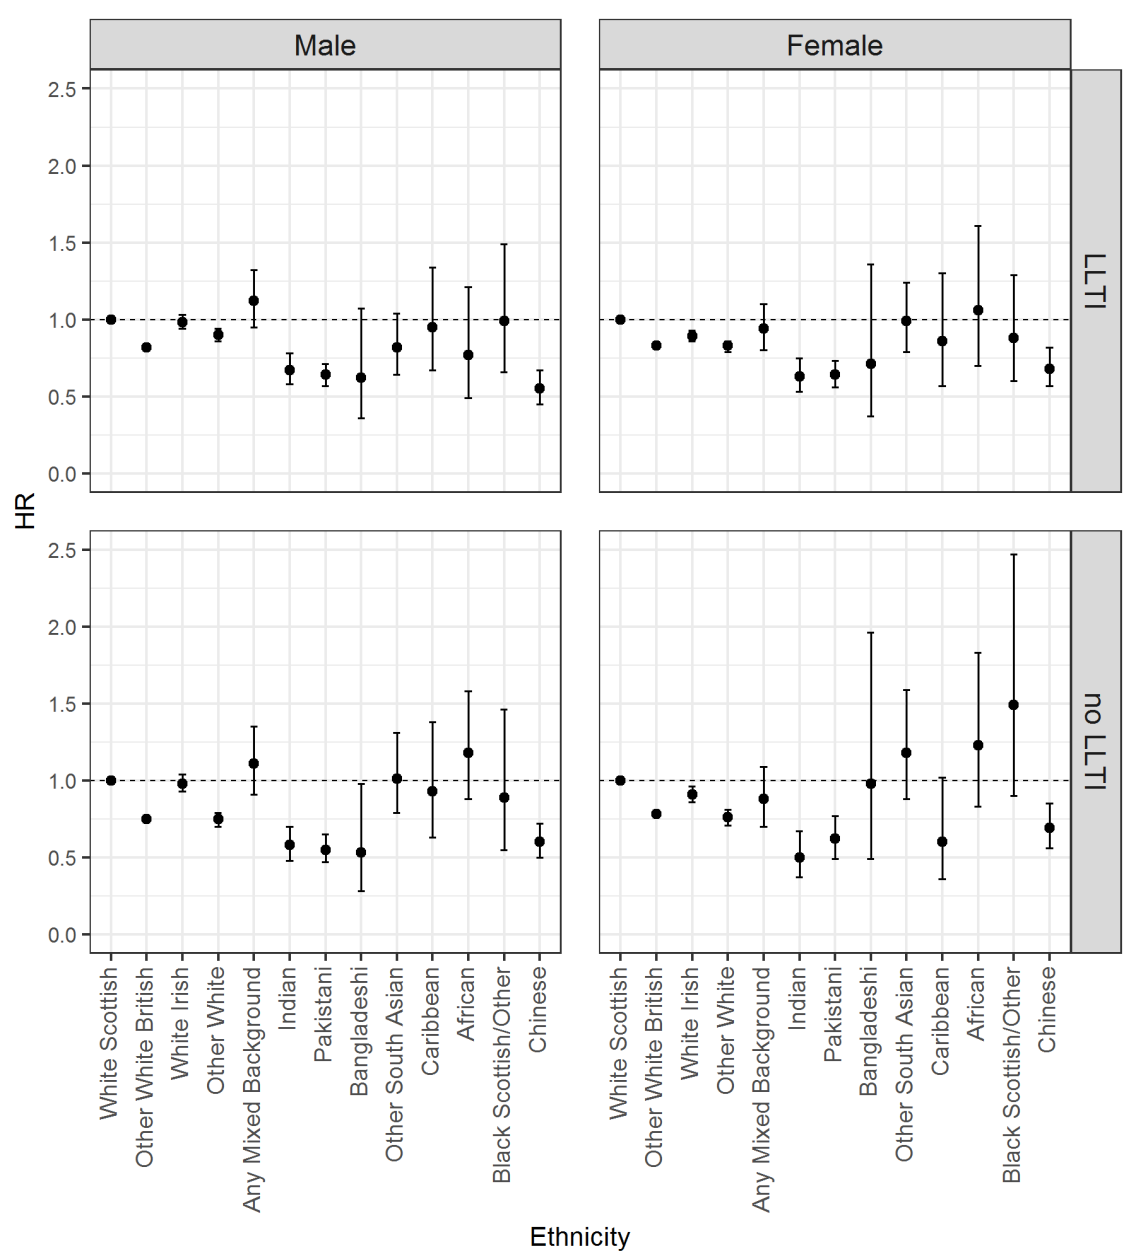 Male
Female
2.5
2.0
1.5
1.0
0.5
0.0
LLTI
HR
2.5
2.0
1.5
1.0
0.5
0.0
no LLTI
White Scottish
Other White British
White Irish
Other White
Any Mixed Background
Indian
Pakistani
Bangladeshi
Other South Asian
Caribbean
African
Black Scottish/Other
Chinese
White Scottish
Other White British
White Irish
Other White
Any Mixed Background
Indian
Pakistani
Bangladeshi
Other South Asian
Caribbean
African
Black Scottish/Other
Chinese
Ethnicity